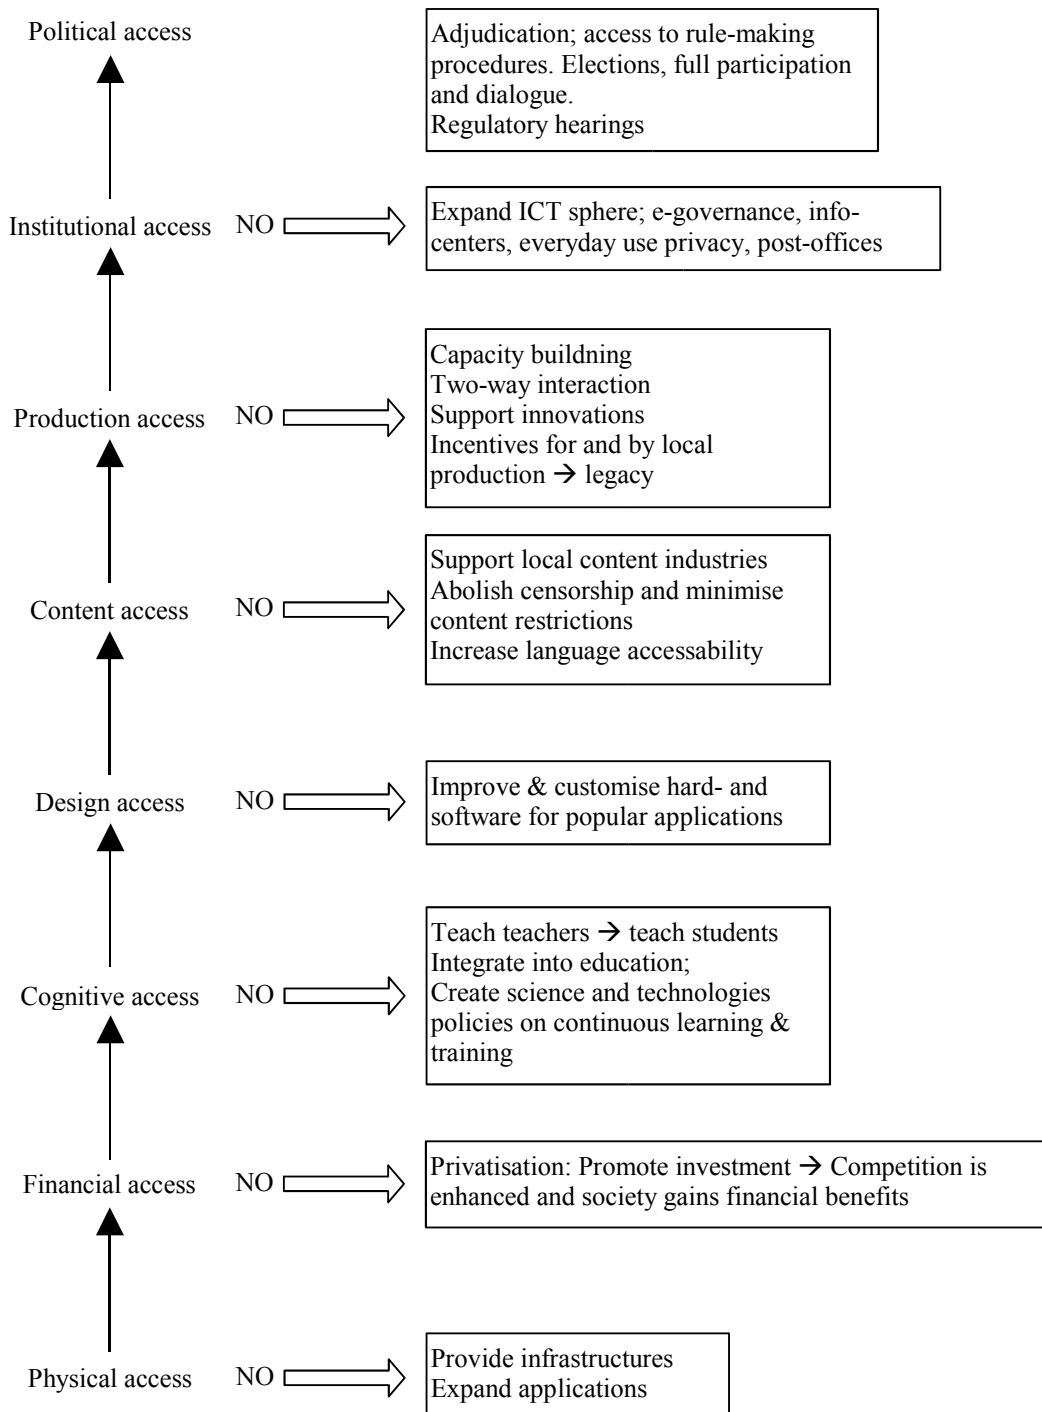 Political access
Adjudication; access to rule-making
procedures. Elections, full participation
and dialogue.
Regulatory hearings
Institutional access
NO
Expand ICT sphere; e-governance, info-
centers, everyday use privacy, post-offices
Production access
NO
Capacity buildning
Two-way interaction
Support innovations
Incentives for and by local
production → legacy
Content access
NO
Support local content industries
Abolish censorship and minimise
content restrictions
Increase language accessability
Design access
NO
Improve & customise hard- and
software for popular applications
Cognitive access
NO
Teach teachers → teach students
Integrate into education;
Create science and technologies
policies on continuous learning &
training
Financial access
NO
Privatisation: Promote investment → Competition is
enhanced and society gains financial benefits
Physical access
NO
Provide infrastructures
Expand applications